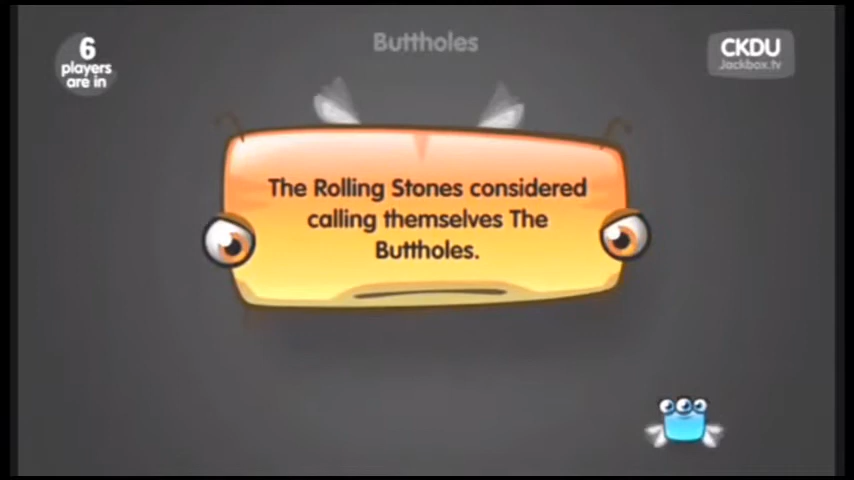 6
players
are in
Buttholes
CKDU
Jackbox.tv
The Rolling Stones considered
calling themselves The
Buttholes.